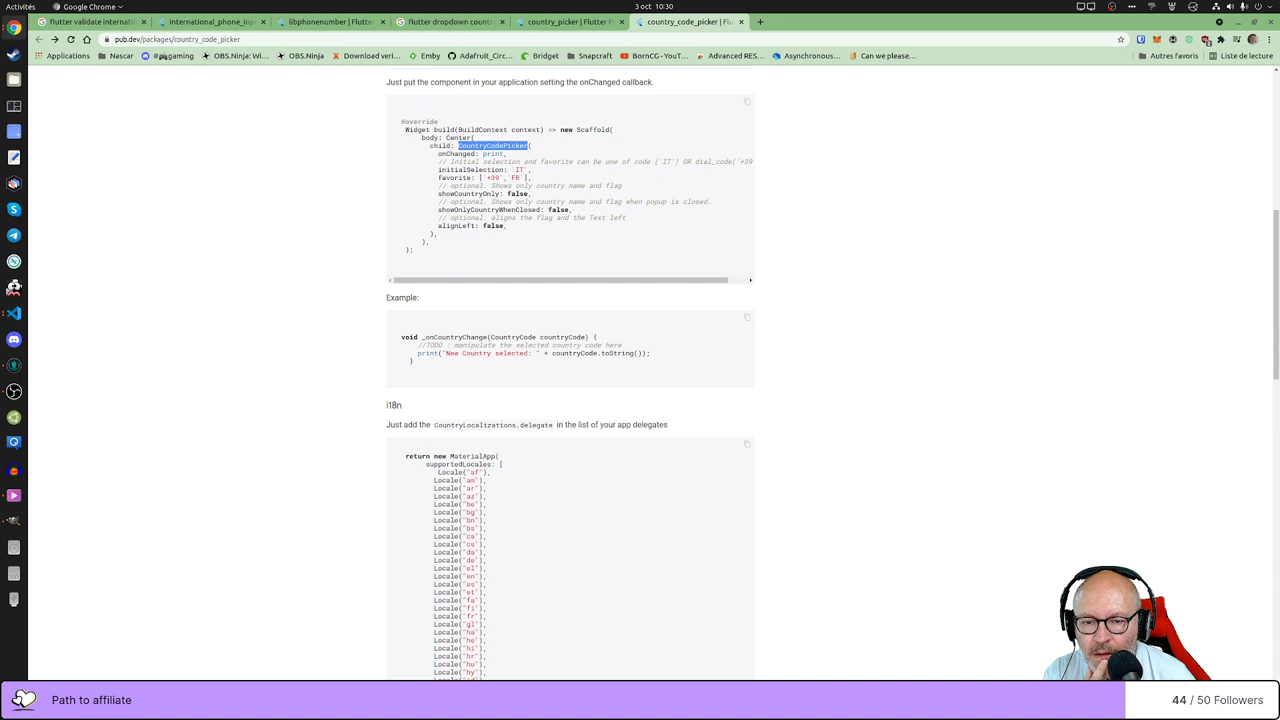 Activités
Google Chrome
3 oct 10:30
flutter validate internatio
international_phone_inp
libphonenumber | Flutter
flutter dropdown countr
country_picker | Flutter P
country_code_picker | Flu
pub.dev/packages/country_code_picker
Applications
Nascar
#🎮gaming
OBS.Ninja: Wi...
OBS.Ninja
Download veri...
Emby
Adafruit_Circ...
Bridget
Snapcraft
BornCG - YouT...
Advanced RES...
Asynchronous...
Can we please...
Autres favoris
Liste de lecture
Just put the component in your application setting the onChanged callback.
@override
Widget build(BuildContext context) => new Scaffold(
body: Center(
child: CountryCodePicker(
onChanged: print,
// Initial selection and favorite can be one of code ('IT') OR dial_code('+39
initialSelection: 'IT',
favorite: ['+39','FR'],
// optional. Shows only country name and flag
showCountryOnly: false,
// optional. Shows only country name and flag when popup is closed.
showOnlyCountryWhenClosed: false,
// optional. aligns the flag and the Text left
alignLeft: false,
),
),
);
Example:
void _onCountryChange(CountryCode countryCode) {
//TODO : manipulate the selected country code here
print("New Country selected: " + countryCode.toString());
}
i18n
Just add the CountryLocalizations.delegate in the list of your app delegates
return new MaterialApp(
supportedLocales: [
Locale("af"),
Locale("am"),
Locale("ar"),
Locale("az"),
Locale("be"),
Locale("bg"),
Locale("bn"),
Locale("bs"),
Locale("ca"),
Locale("cs"),
Locale("da"),
Locale("de"),
Locale("el"),
Locale("en"),
Locale("es"),
Locale("et"),
Locale("fa"),
Locale("fi"),
Locale("fr"),
Locale("gl"),
Locale("ha"),
Locale("he"),
Locale("hi"),
Locale("hr"),
Locale("hu"),
Locale("hy"),
Path to affiliate
44 / 50 Followers